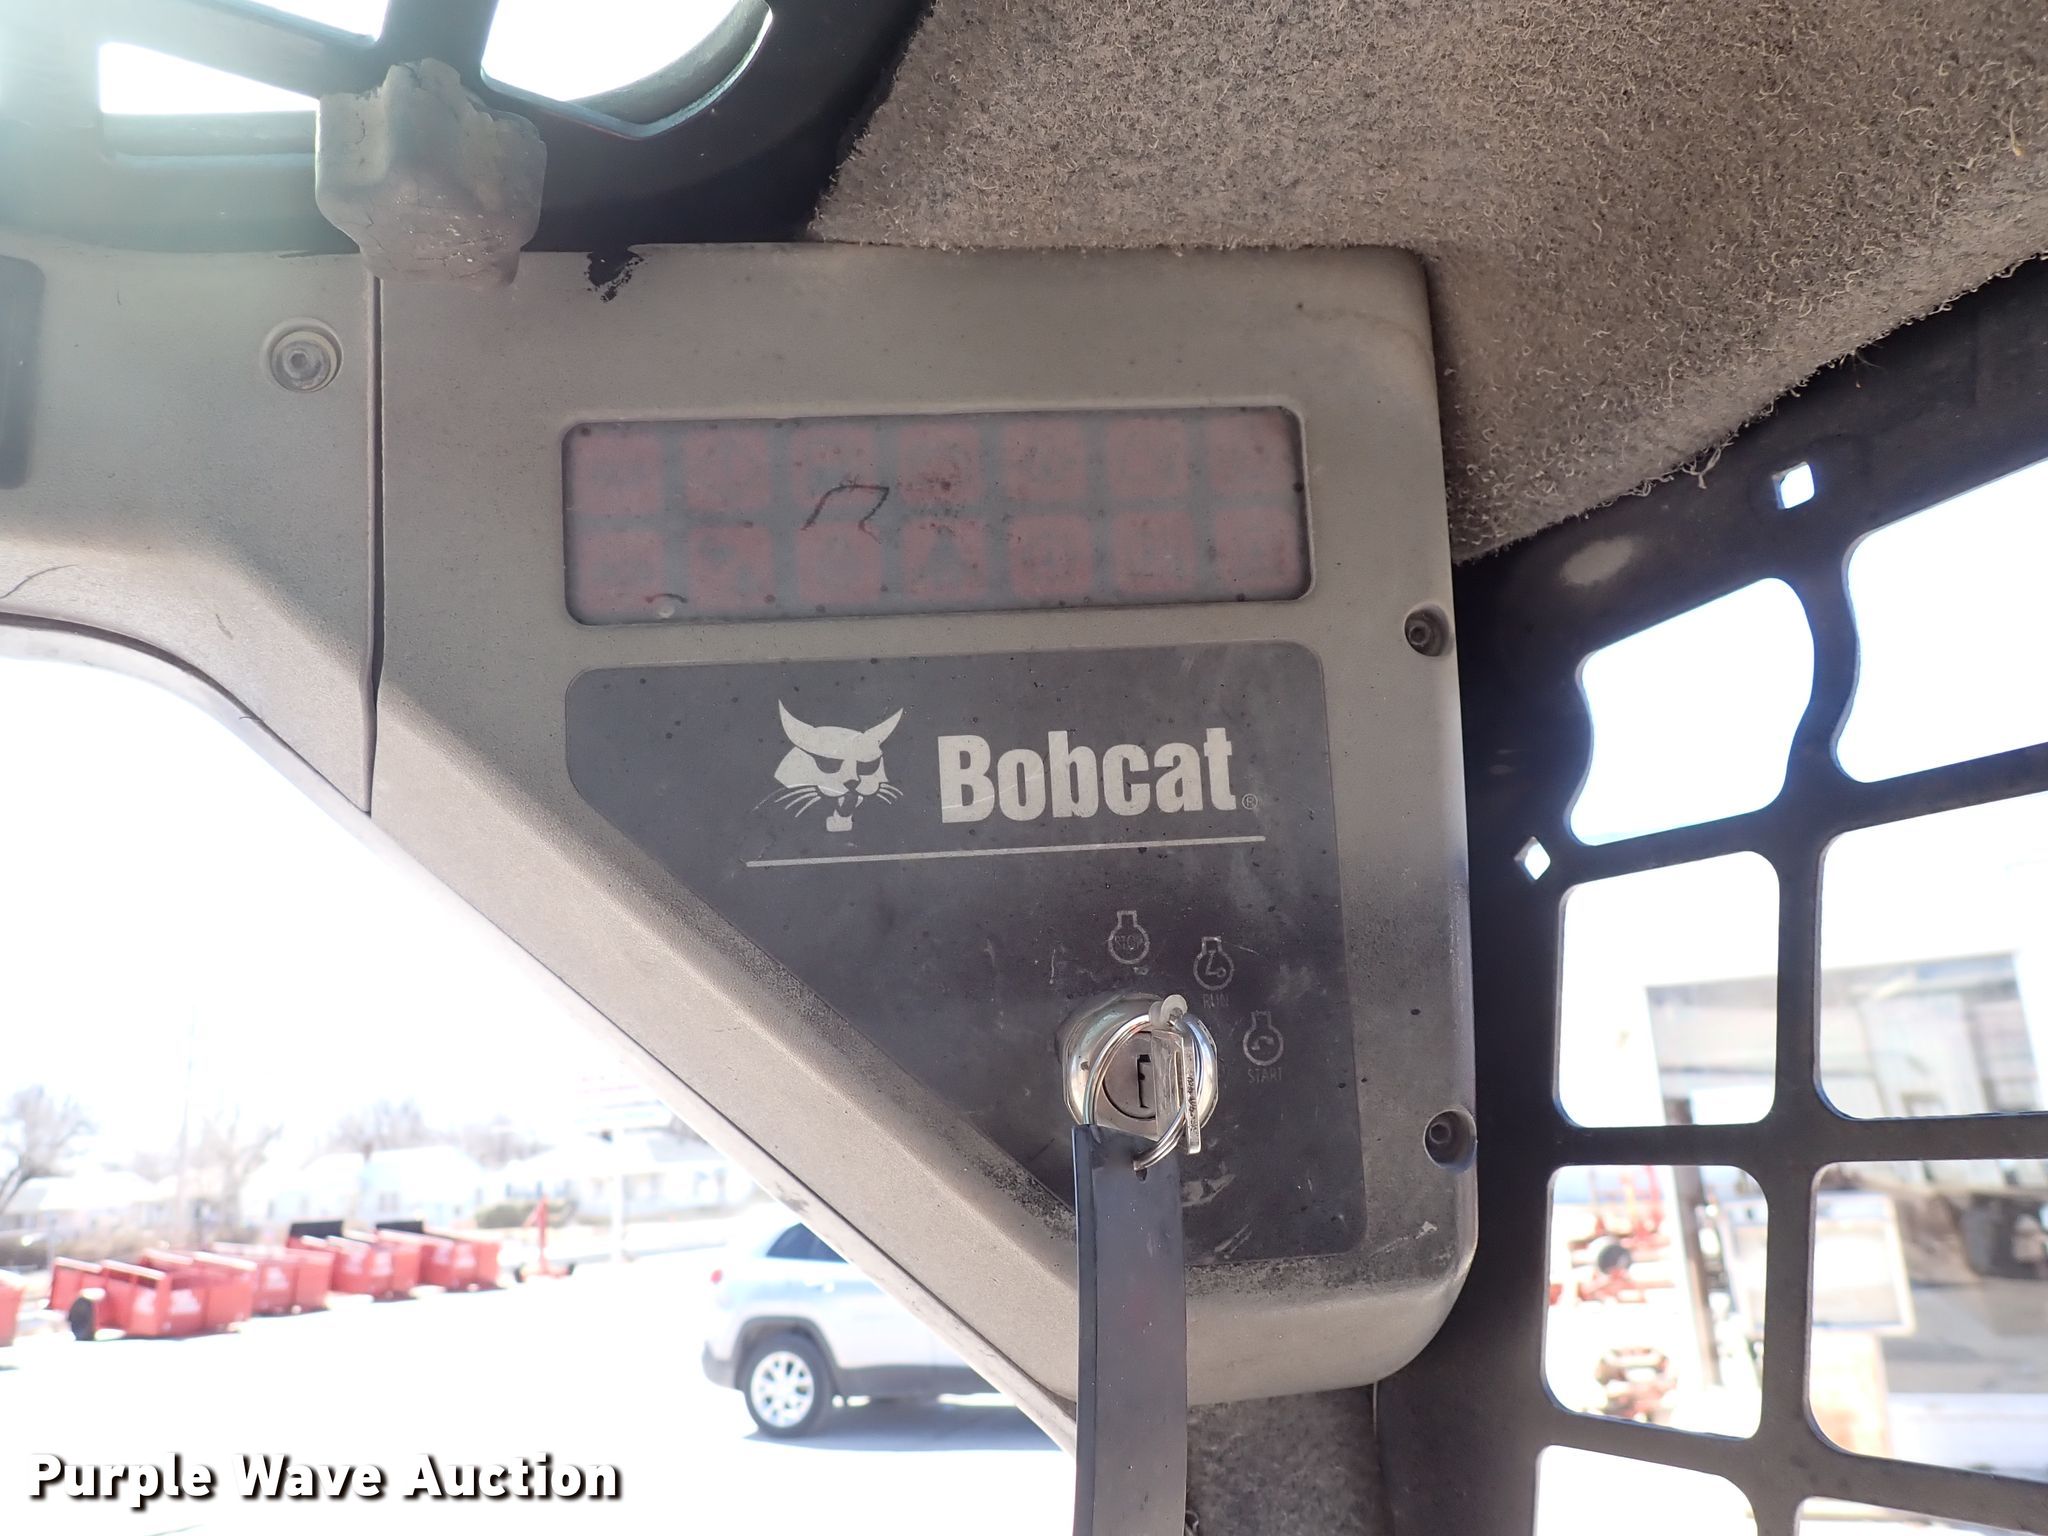 Bobcat®
STOP
RUN
START
Purple Wave Auction